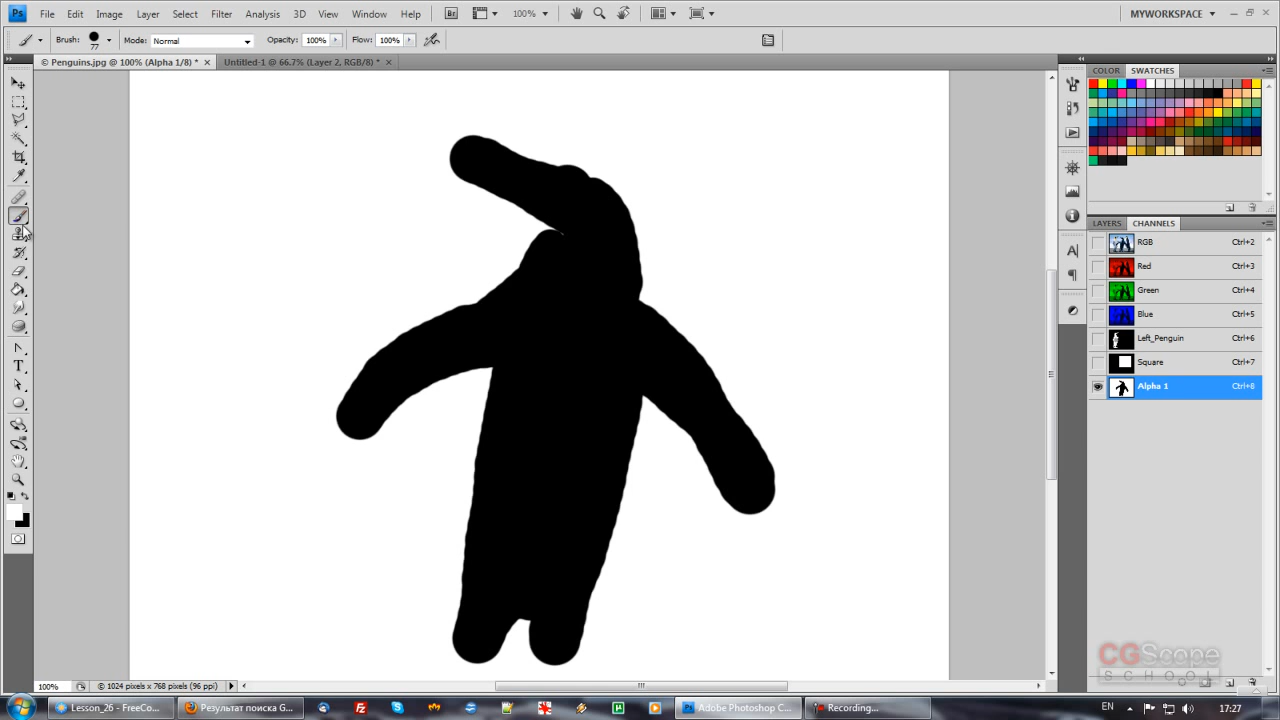 Ps File Edit Image Layer Select Filter Analysis 3D View Window Help Br 100% MYWORKSPACE
Brush: 77 Mode: Normal Opacity: 100% Flow: 100%
© Penguins.jpg @ 100% (Alpha 1/8) * × Untitled-1 @ 66.7% (Layer 2, RGB/8) * ×
COLOR SWATCHES
LAYERS CHANNELS
RGB Ctrl+2
Red Ctrl+3
Green Ctrl+4
Blue Ctrl+5
Left_Penguin Ctrl+6
Square Ctrl+7
Alpha 1 Ctrl+8
CGScope
SCHOOL
100% © 1024 pixels x 768 pixels (96 ppi)
Lesson_26 - FreeCo... Результат поиска G... Adobe Photoshop C... Recording... EN 17:27